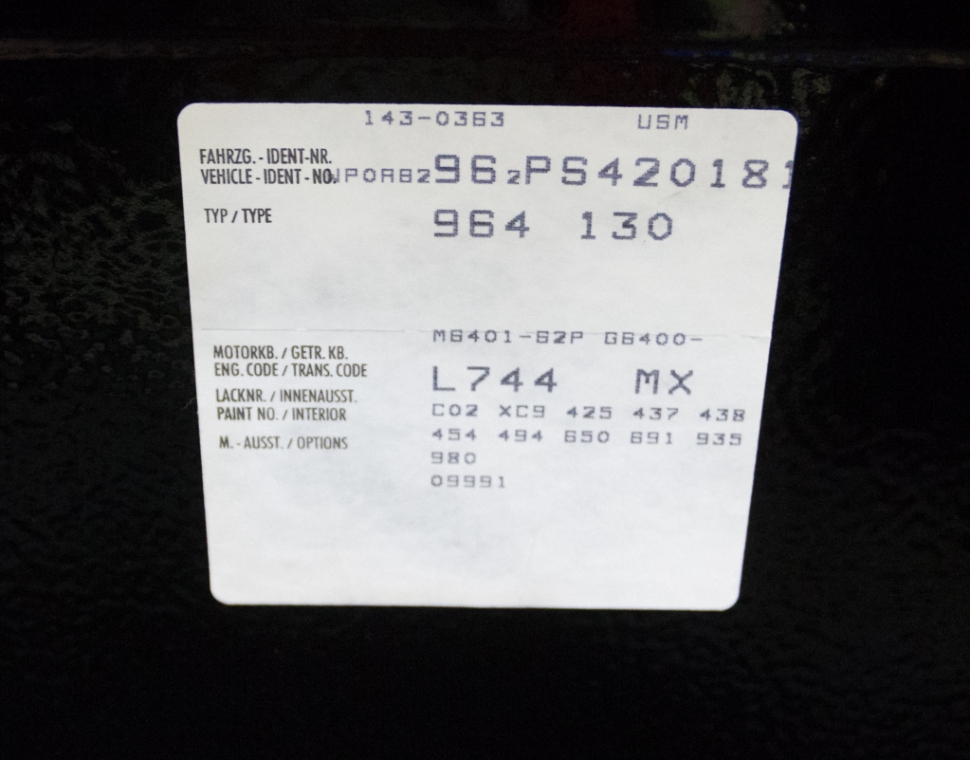 143-0363 USM
FAHRZG. - IDENT-NR.
VEHICLE - IDENT - NO. WP0AB2962PS420181
TYP / TYPE 964 130
M6401-62P G6400-
MOTORKB. / GETR. KB.
ENG. CODE / TRANS. CODE L744 MX
LACKNR. / INNENAUSST.
PAINT NO. / INTERIOR C02 XC9 425 437 438
M. - AUSST. / OPTIONS 454 494 650 691 935
980
09991